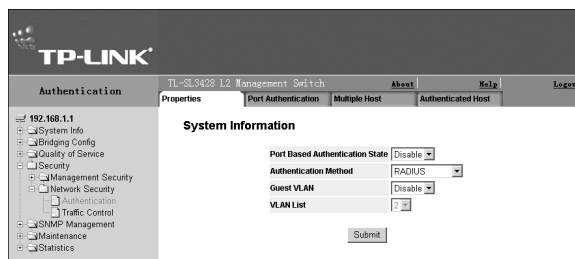 TP-LINK®
Authentication
TL-SL3428 L2 Management Switch
About
Help
Logou
Properties
Port Authentication
Multiple Host
Authenticated Host
192.168.1.1
System Info
Bridging Config
Quality of Service
Security
Management Security
Network Security
Authentication
Traffic Control
SNMP Management
Maintenance
Statistics
System Information
Port Based Authentication State Disable
Authentication Method RADIUS
Guest VLAN Disable
VLAN List 2
Submit